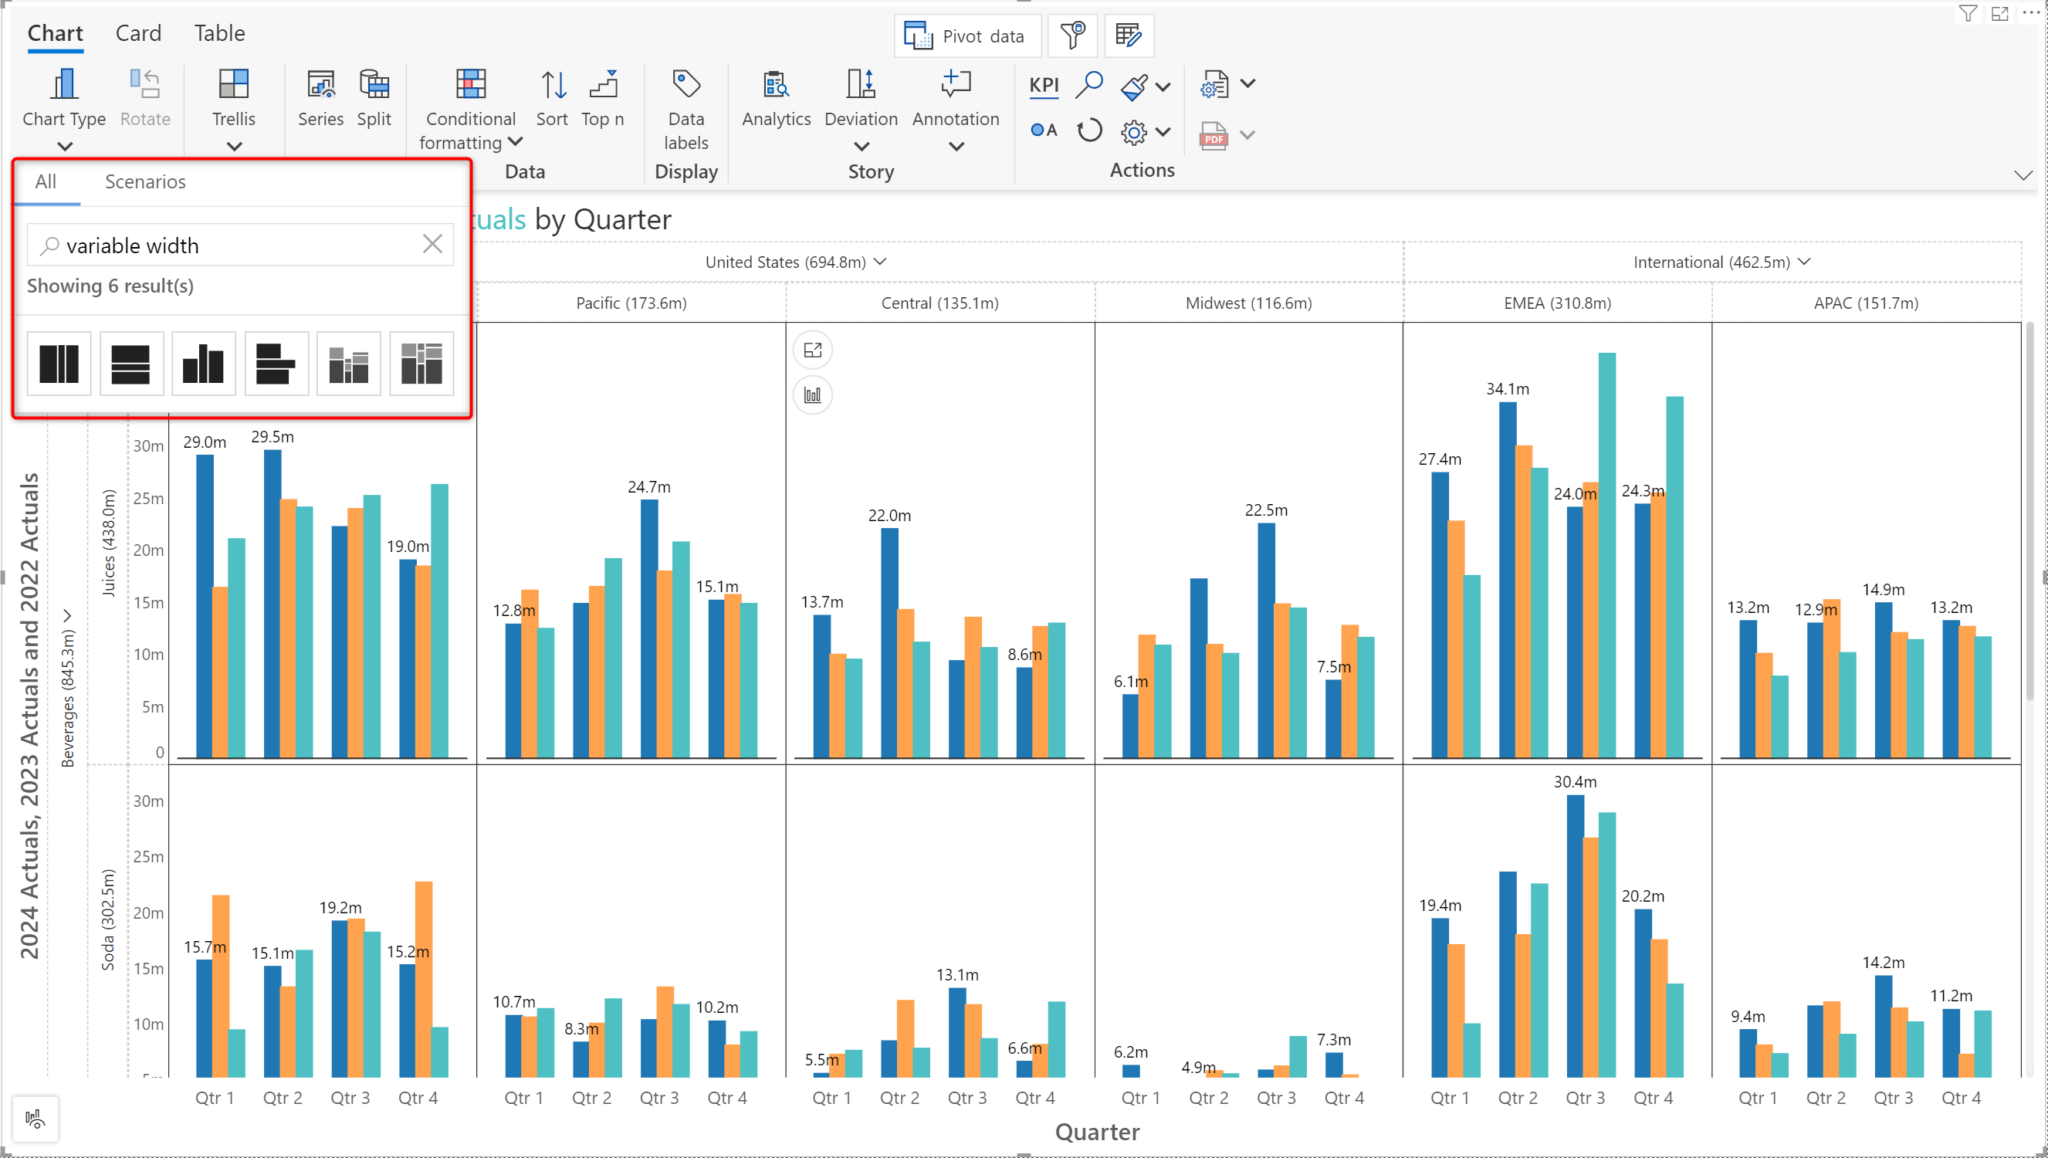 Chart Card Table
Pivot data
Chart Type
Rotate
Trellis
Series
Split
Conditional
formatting
Sort
Top n
Data
labels
Analytics
Deviation
Annotation
KPI
A
PDF
Data
Display
Story
Actions
All Scenarios
variable width
Showing 6 result(s)
tuals by Quarter
United States (694.8m)
International (462.5m)
Pacific (173.6m)
Central (135.1m)
Midwest (116.6m)
EMEA (310.8m)
APAC (151.7m)
2024 Actuals, 2023 Actuals and 2022 Actuals
Beverages (845.3m)
Juices (438.0m)
30m
25m
20m
15m
10m
5m
0
29.0m
29.5m
19.0m
12.8m
24.7m
15.1m
13.7m
22.0m
8.6m
6.1m
22.5m
7.5m
27.4m
34.1m
24.0m
24.3m
13.2m
12.9m
14.9m
13.2m
Soda (302.5m)
30m
25m
20m
15m
10m
5m
15.7m
15.1m
19.2m
15.2m
10.7m
8.3m
10.2m
5.5m
13.1m
6.6m
6.2m
4.9m
7.3m
19.4m
30.4m
20.2m
9.4m
14.2m
11.2m
Qtr 1 Qtr 2 Qtr 3 Qtr 4
Qtr 1 Qtr 2 Qtr 3 Qtr 4
Qtr 1 Qtr 2 Qtr 3 Qtr 4
Qtr 1 Qtr 2 Qtr 3 Qtr 4
Qtr 1 Qtr 2 Qtr 3 Qtr 4
Qtr 1 Qtr 2 Qtr 3 Qtr 4
Quarter